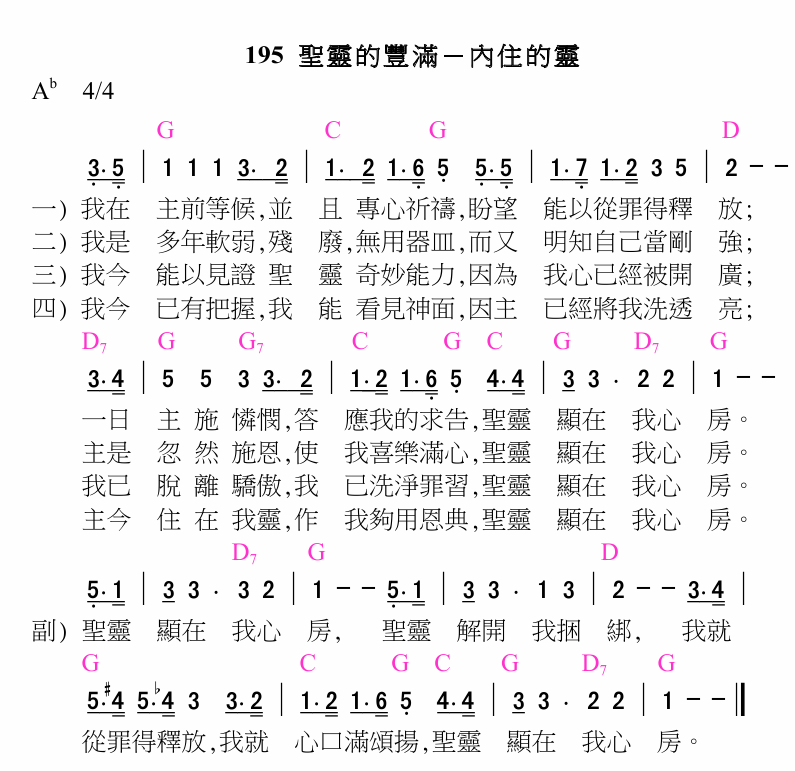 195 聖靈的豐滿－內住的靈
A♭ 4/4
G C G D
3·5 | 1 1 1 3· 2 | 1· 2 1·6 5 5·5 | 1·7 1·2 3 5 | 2 － －
一) 我在 主前等候,並 且 專心祈禱,盼望 能以從罪得釋 放;
二) 我是 多年軟弱,殘 廢,無用器皿,而又 明知自己當剛 強;
三) 我今 能以見證 聖 靈 奇妙能力,因為 我心已經被開 廣;
四) 我今 已有把握,我 能 看見神面,因主 已經將我洗透 亮;
D7 G G7 C G C G D7 G
3·4 | 5 5 3 3· 2 | 1·2 1·6 5 4·4 | 3 3 · 2 2 | 1 － －
一日 主 施 憐憫,答 應我的求告,聖靈 顯在 我心 房。
主是 忽 然 施恩,使 我喜樂滿心,聖靈 顯在 我心 房。
我已 脫 離 驕傲,我 已洗淨罪習,聖靈 顯在 我心 房。
主今 住 在 我靈,作 我夠用恩典,聖靈 顯在 我心 房。
D7 G D
5·1 | 3 3 · 3 2 | 1 － － 5·1 | 3 3 · 1 3 | 2 － － 3·4 |
副) 聖靈 顯在 我心 房, 聖靈 解開 我捆 綁, 我就
G C G C G D7 G
5·#4 5·♭4 3 3·2 | 1·2 1·6 5 4·4 | 3 3 · 2 2 | 1 － － ‖
從罪得釋放,我就 心口滿頌揚,聖靈 顯在 我心 房。